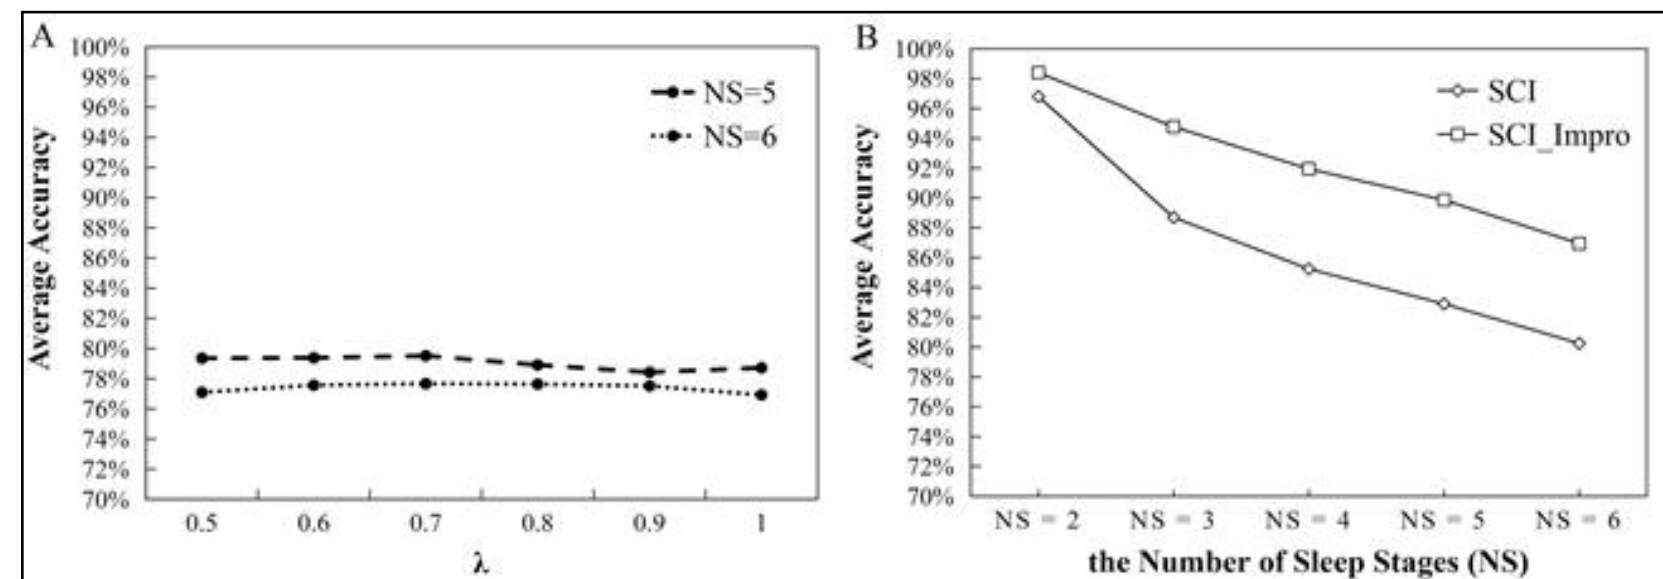 A
100%
98%
96%
94%
92%
90%
88%
86%
84%
82%
80%
78%
76%
74%
72%
70%
Average Accuracy
NS=5
NS=6
0.5 0.6 0.7 0.8 0.9 1
λ
B
100%
98%
96%
94%
92%
90%
88%
86%
84%
82%
80%
78%
76%
74%
72%
70%
Average Accuracy
SCI
SCI_Impro
NS = 2 NS = 3 NS = 4 NS = 5 NS = 6
the Number of Sleep Stages (NS)